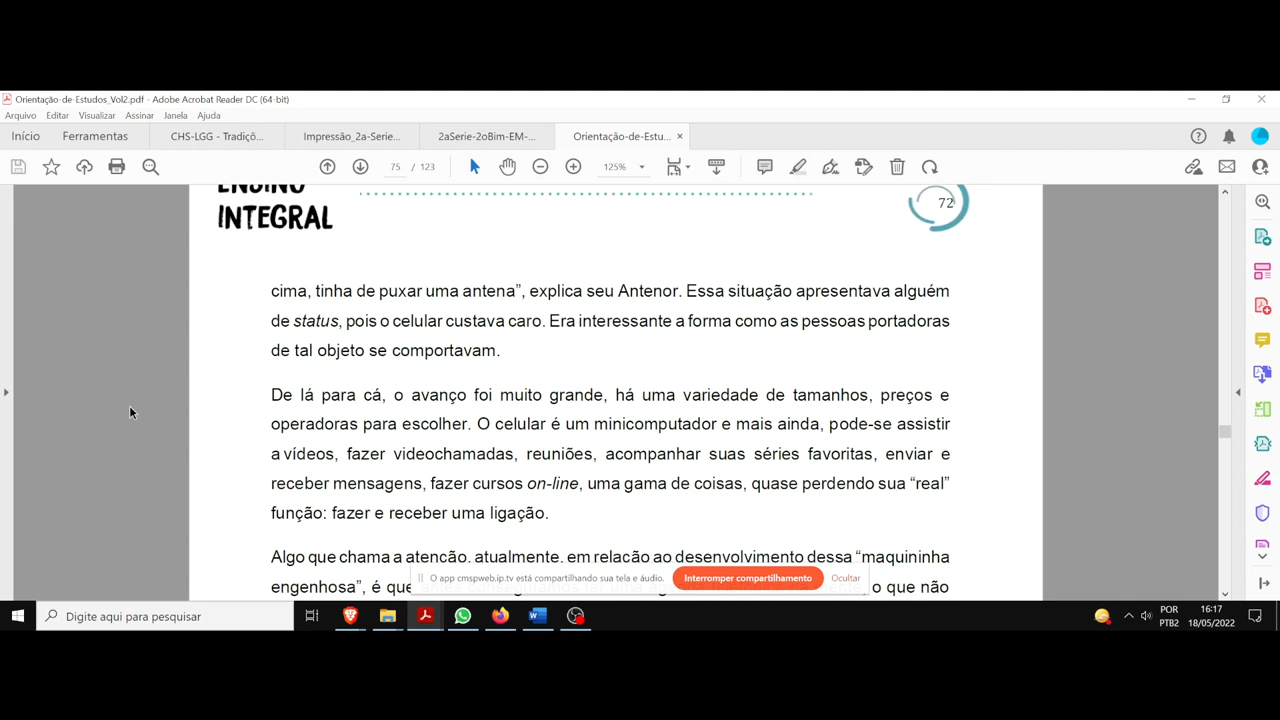 Orientação-de-Estudos_Vol2.pdf - Adobe Acrobat Reader DC (64-bit)
Arquivo Editar Visualizar Assinar Janela Ajuda
Início Ferramentas CHS-LGG - Tradiçõ... Impressão_2a-Serie... 2aSerie-2oBim-EM-... Orientação-de-Estu...
75 / 123 125%
ENSINO
INTEGRAL
72
cima, tinha de puxar uma antena”, explica seu Antenor. Essa situação apresentava alguém
de status, pois o celular custava caro. Era interessante a forma como as pessoas portadoras
de tal objeto se comportavam.
De lá para cá, o avanço foi muito grande, há uma variedade de tamanhos, preços e
operadoras para escolher. O celular é um minicomputador e mais ainda, pode-se assistir
a vídeos, fazer videochamadas, reuniões, acompanhar suas séries favoritas, enviar e
receber mensagens, fazer cursos on-line, uma gama de coisas, quase perdendo sua “real”
função: fazer e receber uma ligação.
Algo que chama a atenção, atualmente, em relação ao desenvolvimento dessa “maquininha
engenhosa”, é que o que não
O app cmspweb.ip.tv está compartilhando sua tela e áudio. Interromper compartilhamento Ocultar
Digite aqui para pesquisar
POR
PTB2
16:17
18/05/2022